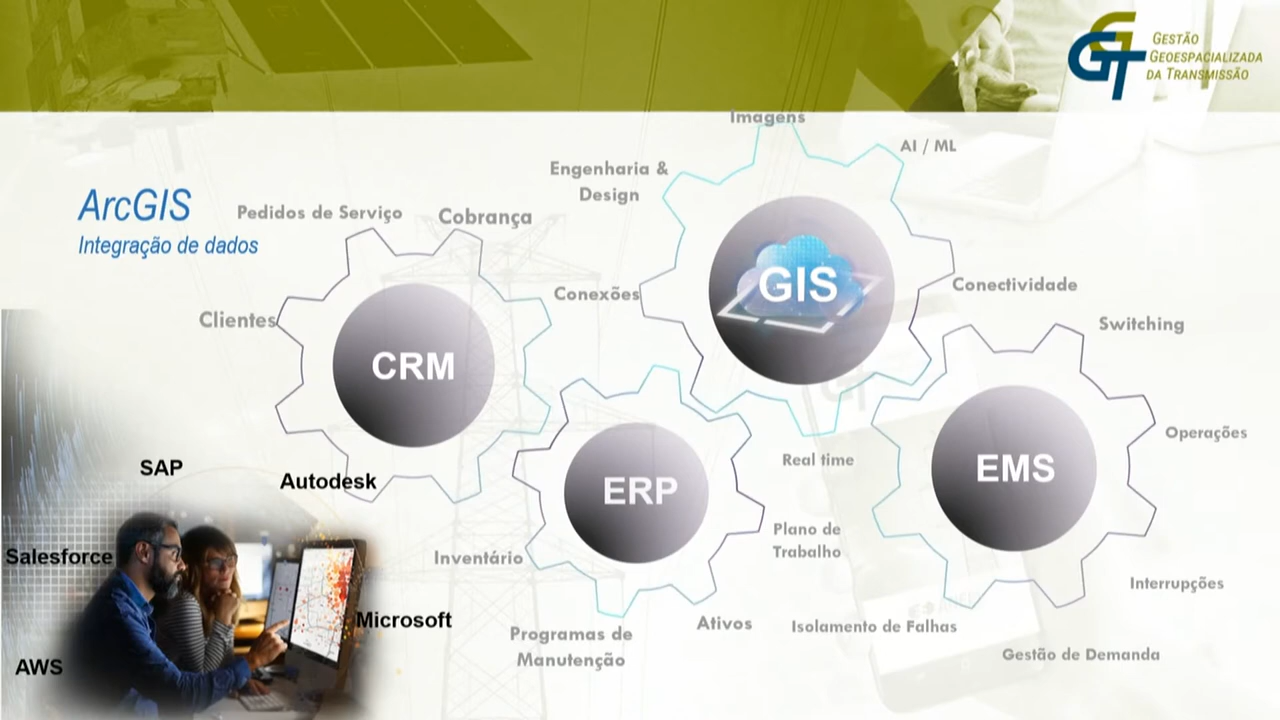 GT
GESTÃO
GEOESPACIALIZADA
DA TRANSMISSÃO
Imagens
AI / ML
Engenharia &
Design
ArcGIS
Integração de dados
Pedidos de Serviço
Cobrança
Clientes
Conexões
GIS
Conectividade
Switching
CRM
Operações
Real time
EMS
ERP
SAP
Autodesk
Plano de
Trabalho
Salesforce
Inventário
Interrupções
Microsoft
Programas de
Manutenção
Ativos
Isolamento de Falhas
Gestão de Demanda
AWS